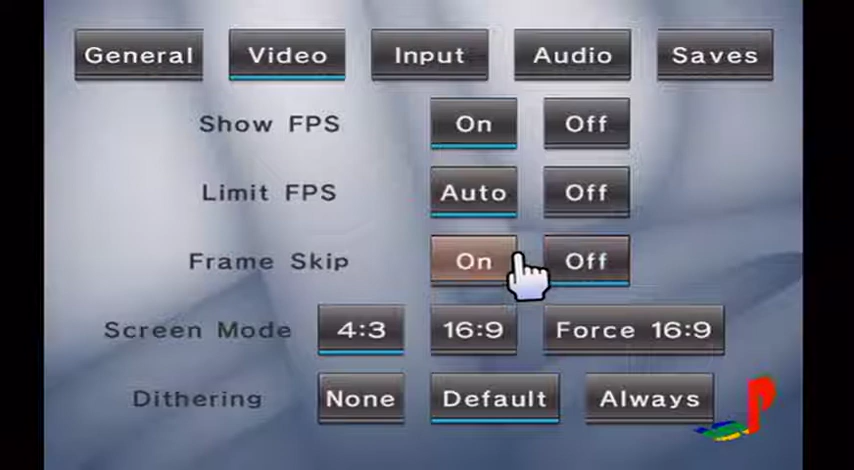 General Video Input Audio Saves
Show FPS On Off
Limit FPS Auto Off
Frame Skip On Off
Screen Mode 4:3 16:9 Force 16:9
Dithering None Default Always